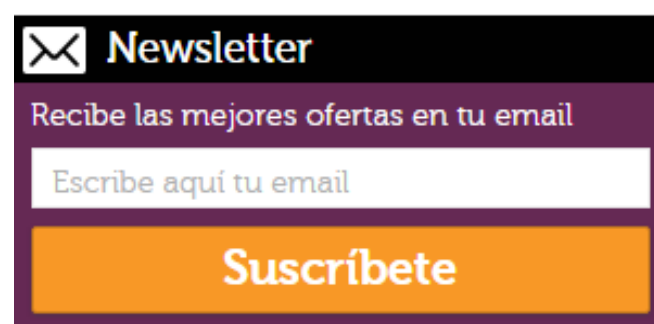 Newsletter
Recibe las mejores ofertas en tu email
Escribe aquí tu email
Suscríbete